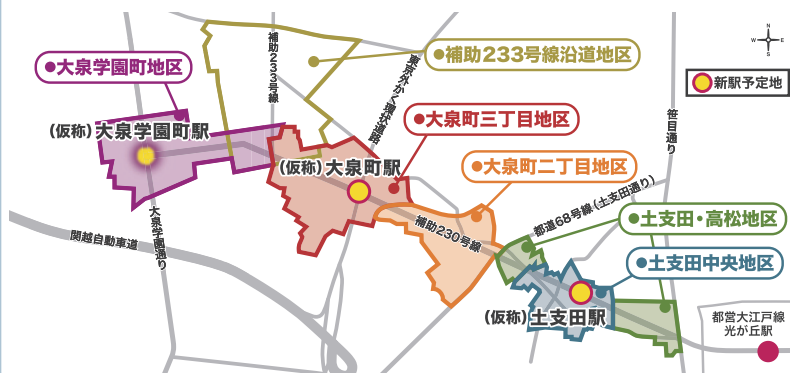 ●補助233号線沿道地区
N
W E
S
●大泉学園町地区
補助233号線
東京外かく環状道路
新駅予定地
笹目通り
(仮称)大泉学園町駅
●大泉町三丁目地区
(仮称)大泉町駅
●大泉町二丁目地区
都道68号線(土支田通り)
大泉学園通り
関越自動車道
補助230号線
●土支田・高松地区
●土支田中央地区
(仮称)土支田駅
都営大江戸線
光が丘駅